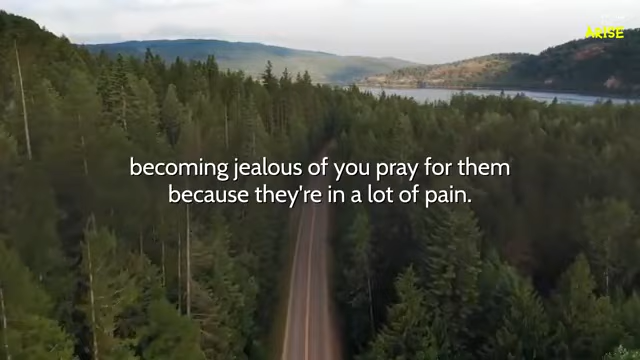 ARISE
becoming jealous of you pray for them
because they're in a lot of pain.